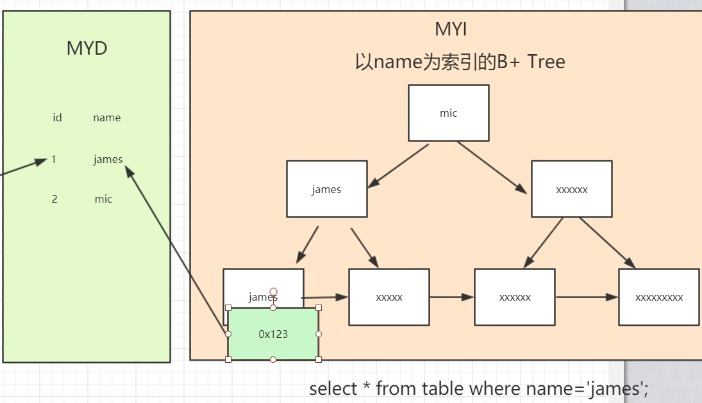 MYD
id name
1 james
2 mic
MYI
以name为索引的B+ Tree
mic
james
xxxxxx
james
xxxxx
xxxxxx
xxxxxxxxx
0x123
select * from table where name='james';